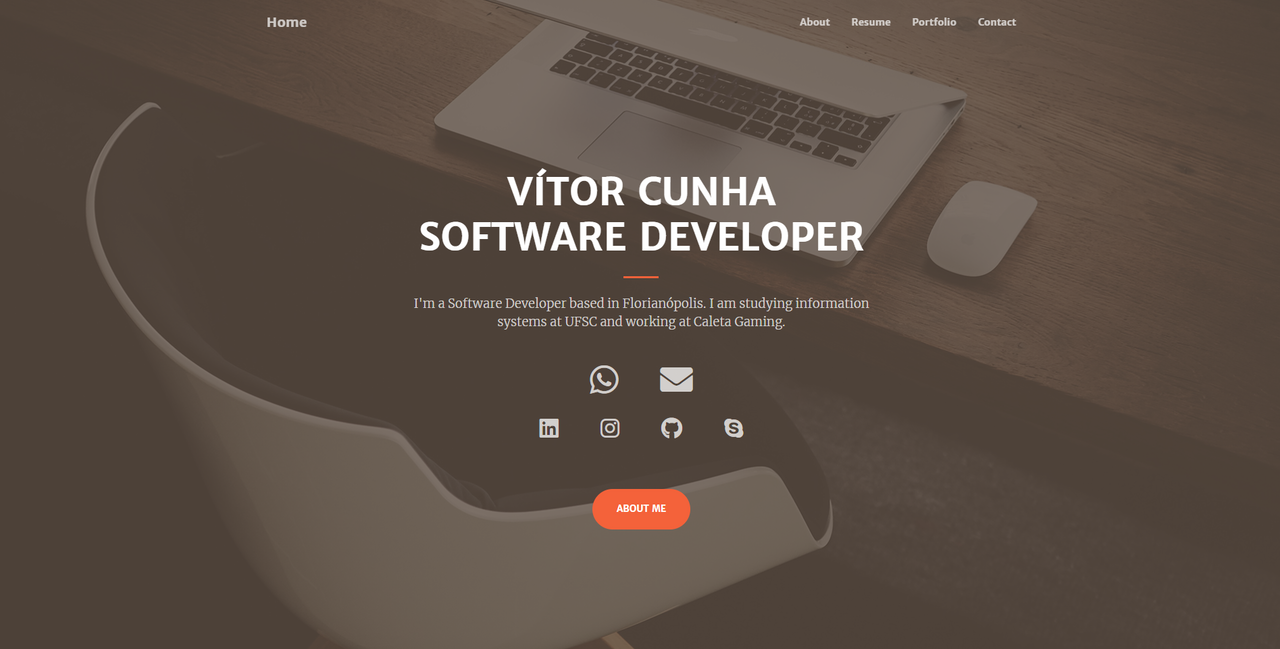 Home
About Resume Portfolio Contact
VÍTOR CUNHA
SOFTWARE DEVELOPER
I'm a Software Developer based in Florianópolis. I am studying information
systems at UFSC and working at Caleta Gaming.
ABOUT ME